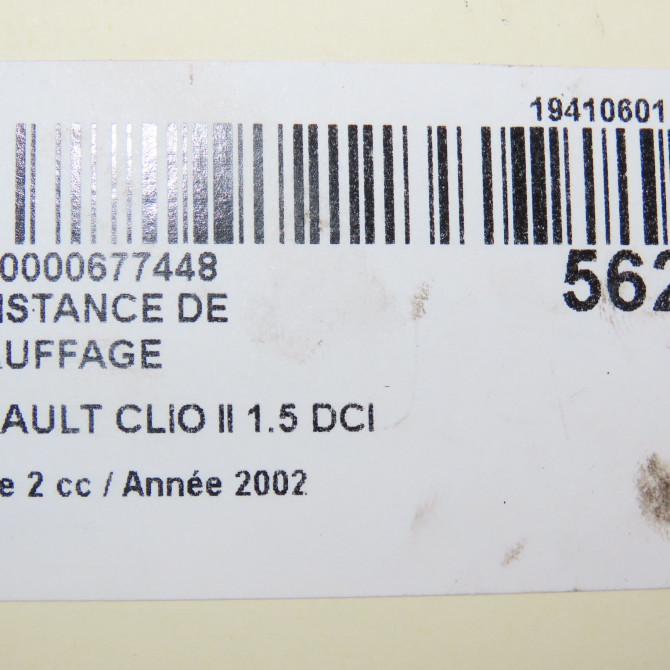 19410601
0000677448
562
ISTANCE DE
UFFAGE
AULT CLIO II 1.5 DCI
e 2 cc / Année 2002